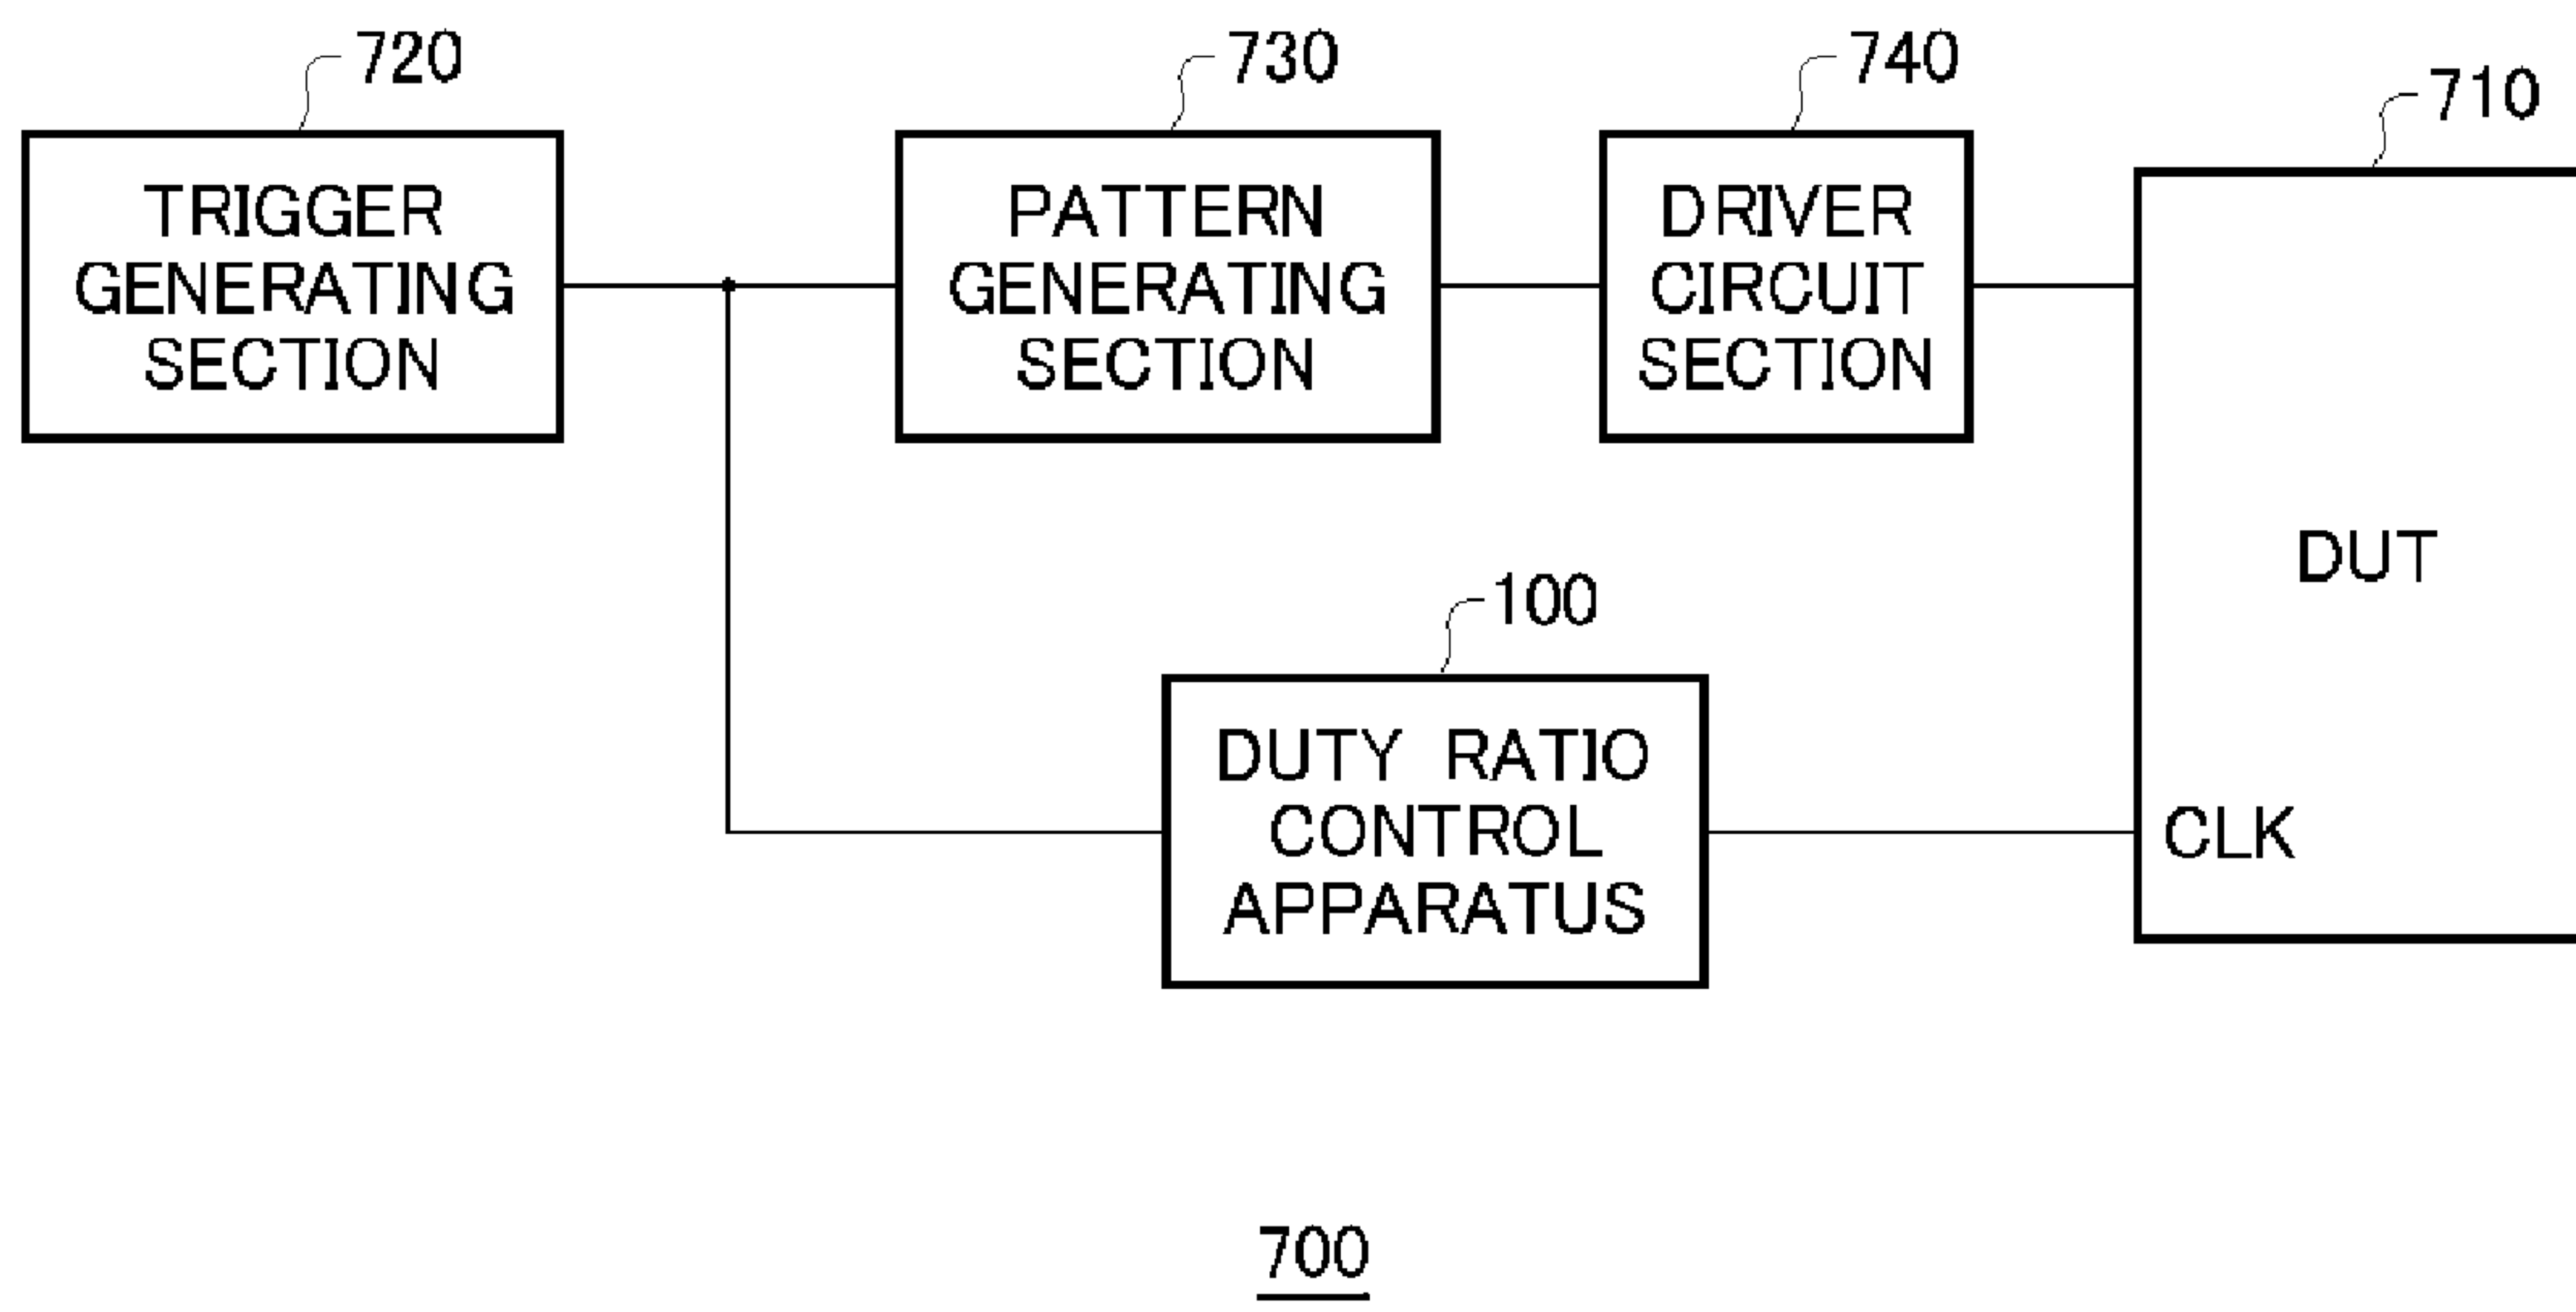 720
730
740
710
TRIGGER
GENERATING
SECTION
PATTERN
GENERATING
SECTION
DRIVER
CIRCUIT
SECTION
DUT
100
DUTY RATIO
CONTROL
APPARATUS
CLK
700